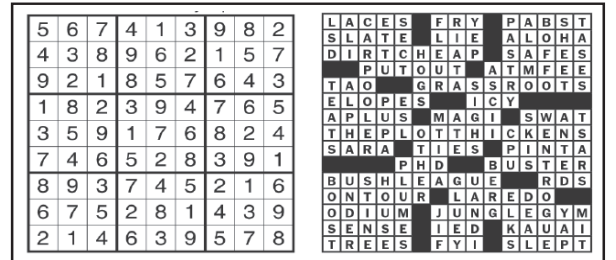 5 6 7 4 1 3 9 8 2
4 3 8 9 6 2 1 5 7
9 2 1 8 5 7 6 4 3
1 8 2 3 9 4 7 6 5
3 5 9 1 7 6 8 2 4
7 4 6 5 2 8 3 9 1
8 9 3 7 4 5 2 1 6
6 7 5 2 8 1 4 3 9
2 1 4 6 3 9 5 7 8
LACES FRY PABST
SLATE LIE ALOHA
DIRTCHEAP SAFES
PUTOUT ATMFEE
TAO GRASSROOTS
ELOPES ICY
APLUS MAGI SWAT
THEPLOTTHICKENS
SARA TIES PINTA
PHD BUSTER
BUSHLEAGUE RDS
ONTOUR LAREDO
ODIUM JUNGLEGYM
SENSE IED KAUAI
TREES FYI SLEPT